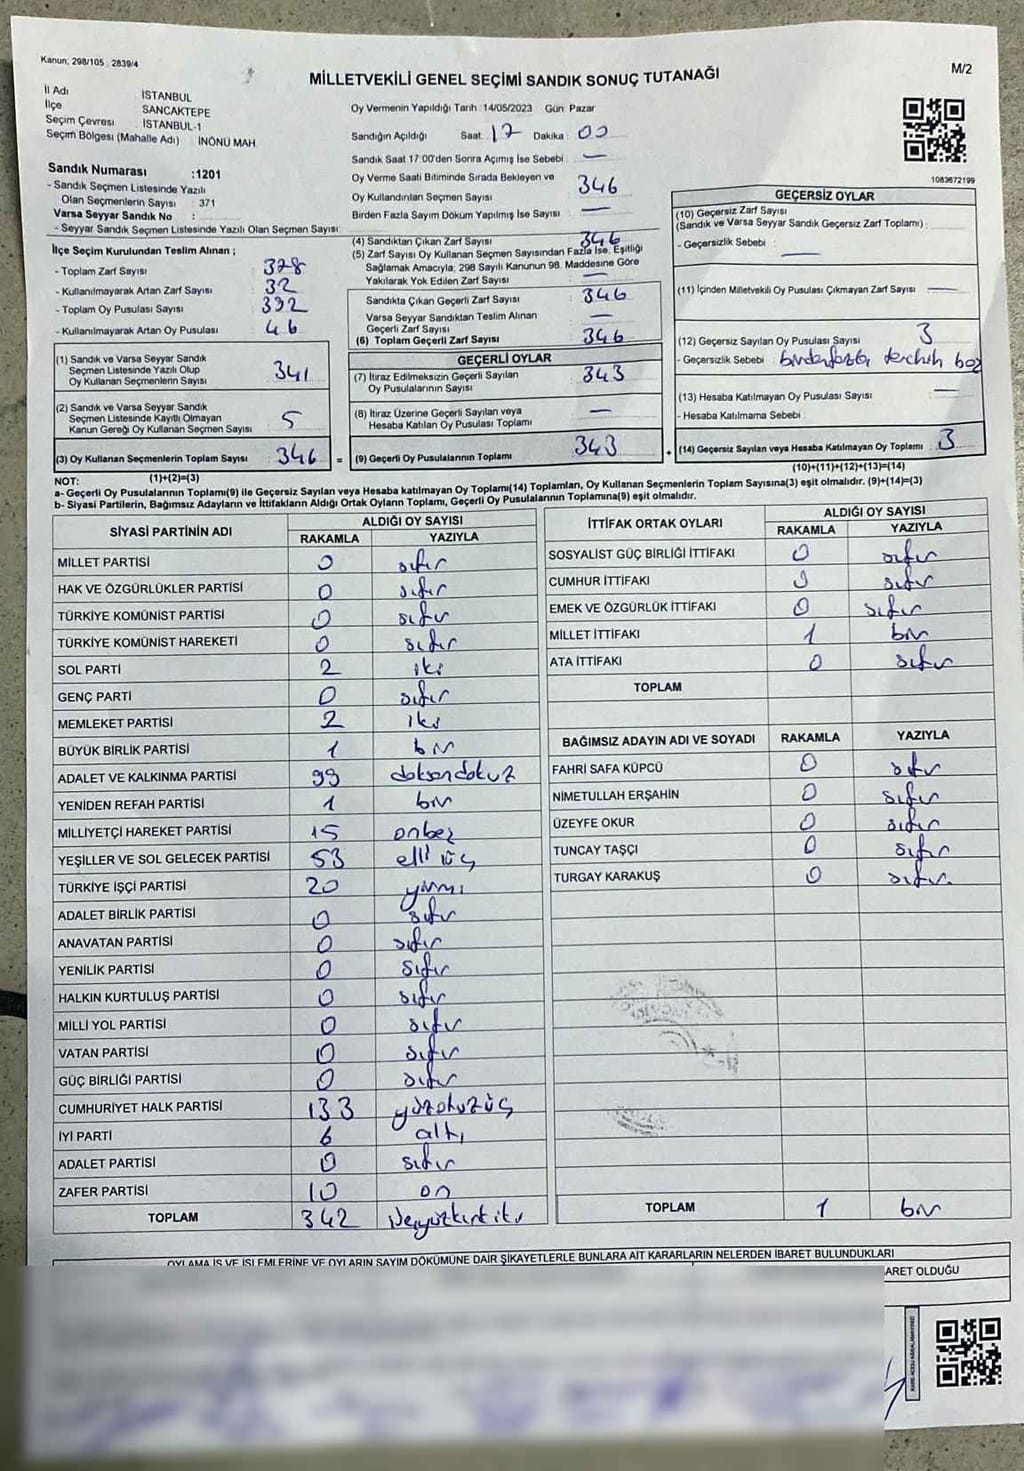 Kanun, 298/105 , 2839/4
MİLLETVEKİLİ GENEL SEÇİMİ SANDIK SONUÇ TUTANAĞI
M/2
İl Adı : İSTANBUL
İlçe : SANCAKTEPE
Seçim Çevresi : İSTANBUL-1
Seçim Bölgesi (Mahalle Adı) : İNÖNÜ MAH.
Oy Vermenin Yapıldığı Tarih : 14/05/2023 Gün: Pazar
Sandığın Açıldığı Saat: 17 Dakika: 00
Sandık Saat 17:00'den Sonra Açımış İse Sebebi: —
Oy Verme Saati Bitiminde Sırada Bekleyen ve
Oy Kullandırılan Seçmen Sayısı 346
Birden Fazla Sayım Döküm Yapılmış İse Sayısı —
1083672199
Sandık Numarası :1201
- Sandık Seçmen Listesinde Yazılı
Olan Seçmenlerin Sayısı : 371
Varsa Seyyar Sandık No :
- Seyyar Sandık Seçmen Listesinde Yazılı Olan Seçmen Sayısı:
İlçe Seçim Kurulundan Teslim Alınan ;
- Toplam Zarf Sayısı : 378
- Kullanılmayarak Artan Zarf Sayısı : 32
- Toplam Oy Pusulası Sayısı : 392
- Kullanılmayarak Artan Oy Pusulası : 46
(4) Sandıktan Çıkan Zarf Sayısı 346
(5) Zarf Sayısı Oy Kullanan Seçmen Sayısından Fazla İse, Eşitliği
Sağlamak Amacıyla; 298 Sayılı Kanunun 98. Maddesine Göre
Yakılarak Yok Edilen Zarf Sayısı —
Sandıkta Çıkan Geçerli Zarf Sayısı 346
Varsa Seyyar Sandıktan Teslim Alınan
Geçerli Zarf Sayısı —
(6) Toplam Geçerli Zarf Sayısı 346
GEÇERSİZ OYLAR
(10) Geçersiz Zarf Sayısı
(Sandık ve Varsa Seyyar Sandık Geçersiz Zarf Toplamı) :
- Geçersizlik Sebebi : —
(11) İçinden Milletvekili Oy Pusulası Çıkmayan Zarf Sayısı —
(12) Geçersiz Sayılan Oy Pusulası Sayısı : 3
- Geçersizlik Sebebi : birden fazla
(13) Hesaba Katılmayan Oy Pusulası Sayısı : —
- Hesaba Katılmama Sebebi :
(14) Geçersiz Sayılan veya Hesaba Katılmayan Oy Toplamı : 3
(10)+(11)+(12)+(13)=(14)
(1) Sandık ve Varsa Seyyar Sandık
Seçmen Listesinde Yazılı Olup
Oy Kullanan Seçmenlerin Sayısı : 341
(2) Sandık ve Varsa Seyyar Sandık
Seçmen Listesinde Kayıtlı Olmayan
Kanun Gereği Oy Kullanan Seçmen Sayısı : 5
(3) Oy Kullanan Seçmenlerin Toplam Sayısı : 346
(1)+(2)=(3)
GEÇERLİ OYLAR
(7) İtiraz Edilmeksizin Geçerli Sayılan
Oy Pusulalarının Sayısı 343
(8) İtiraz Üzerine Geçerli Sayılan veya
Hesaba Katılan Oy Pusulası Toplamı —
= (9) Geçerli Oy Pusulalarının Toplamı 343 +
NOT:
a- Geçerli Oy Pusulalarının Toplamı(9) ile Geçersiz Sayılan veya Hesaba katılmayan Oy Toplamı(14) Toplamları, Oy Kullanan Seçmenlerin Toplam Sayısına(3) eşit olmalıdır. (9)+(14)=(3)
b- Siyasi Partilerin, Bağımsız Adayların ve İttifakların Aldığı Ortak Oyların Toplamı, Geçerli Oy Pusulalarının Toplamına(9) eşit olmalıdır.
SİYASİ PARTİNİN ADI ALDIĞI OY SAYISI
RAKAMLA YAZIYLA
MİLLET PARTİSİ 0 sıfır
HAK VE ÖZGÜRLÜKLER PARTİSİ 0 sıfır
TÜRKİYE KOMÜNİST PARTİSİ 0 sıfır
TÜRKİYE KOMÜNİST HAREKETİ 0 sıfır
SOL PARTİ 2 iki
GENÇ PARTİ 0 sıfır
MEMLEKET PARTİSİ 2 iki
BÜYÜK BİRLİK PARTİSİ 1 bir
ADALET VE KALKINMA PARTİSİ 99 doksandokuz
YENİDEN REFAH PARTİSİ 1 bir
MİLLİYETÇİ HAREKET PARTİSİ 15 onbeş
YEŞİLLER VE SOL GELECEK PARTİSİ 53 elli üç
TÜRKİYE İŞÇİ PARTİSİ 20 yirmi
ADALET BİRLİK PARTİSİ 0 sıfır
ANAVATAN PARTİSİ 0 sıfır
YENİLİK PARTİSİ 0 sıfır
HALKIN KURTULUŞ PARTİSİ 0 sıfır
MİLLİ YOL PARTİSİ 0 sıfır
VATAN PARTİSİ 0 sıfır
GÜÇ BİRLİĞİ PARTİSİ 0 sıfır
CUMHURİYET HALK PARTİSİ 133 yüzotuzüç
İYİ PARTİ 6 altı
ADALET PARTİSİ 0 sıfır
ZAFER PARTİSİ 10 on
TOPLAM 342 üçyüzkırkiki
İTTİFAK ORTAK OYLARI ALDIĞI OY SAYISI
RAKAMLA YAZIYLA
SOSYALİST GÜÇ BİRLİĞİ İTTİFAKI 0 sıfır
CUMHUR İTTİFAKI 0 sıfır
EMEK VE ÖZGÜRLÜK İTTİFAKI 0 sıfır
MİLLET İTTİFAKI 1 bir
ATA İTTİFAKI 0 sıfır
TOPLAM
BAĞIMSIZ ADAYIN ADI VE SOYADI RAKAMLA YAZIYLA
FAHRİ SAFA KÜPCÜ 0 sıfır
NİMETULLAH ERŞAHİN 0 sıfır
ÜZEYFE OKUR 0 sıfır
TUNCAY TAŞÇI 0 sıfır
TURGAY KARAKUŞ 0 sıfır
TOPLAM 1 bir
OYLAMA İŞ VE İŞLEMLERİNE VE OYLARIN SAYIM DÖKÜMÜNE DAİR ŞİKAYETLERLE BUNLARA AİT KARARLARIN NELERDEN İBARET BULUNDUKLARI
ARET OLDUĞU